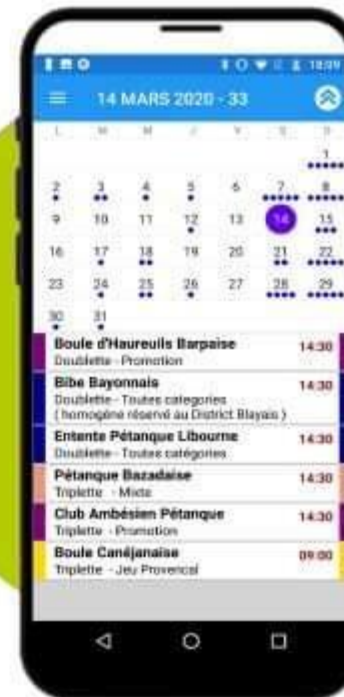 18:09
14 MARS 2020 - 33
L M M J V S D
1
2 3 4 5 6 7 8
9 10 11 12 13 14 15
16 17 18 19 20 21 22
23 24 25 26 27 28 29
30 31
Boule d'Haureuils Barpaise 14:30
Doublette - Promotion
Bibe Bayonnais 14:30
Doublette - Toutes categories
( homogène réservé au District Blayais )
Entente Pétanque Libourne 14:30
Doublette - Toutes catégories
Pétanque Bazadaise 14:30
Triplette - Mixte
Club Ambésien Pétanque 14:30
Triplette - Promotion
Boule Canéjanaise 09:00
Triplette - Jeu Provencal